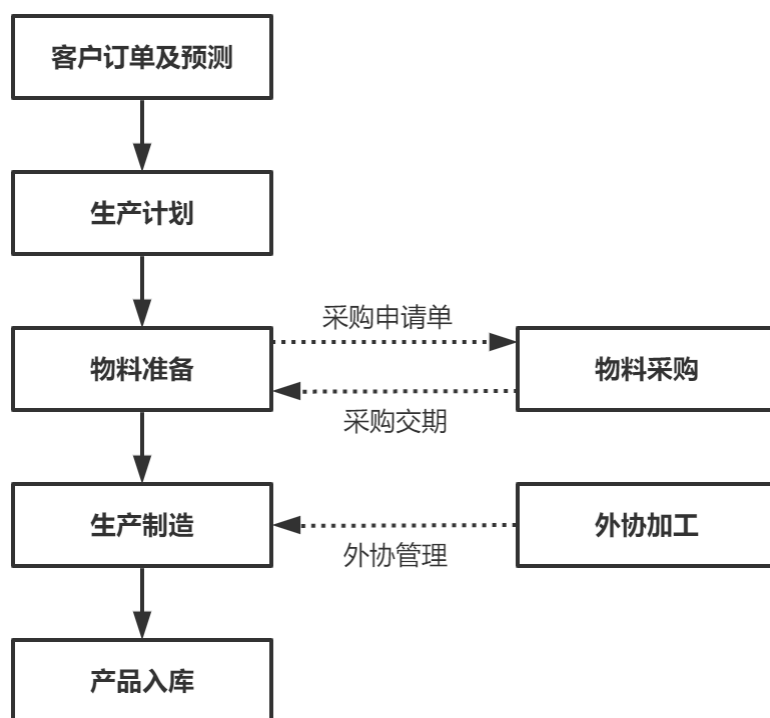 客户订单及预测
生产计划
采购申请单
物料准备
物料采购
采购交期
生产制造
外协加工
外协管理
产品入库